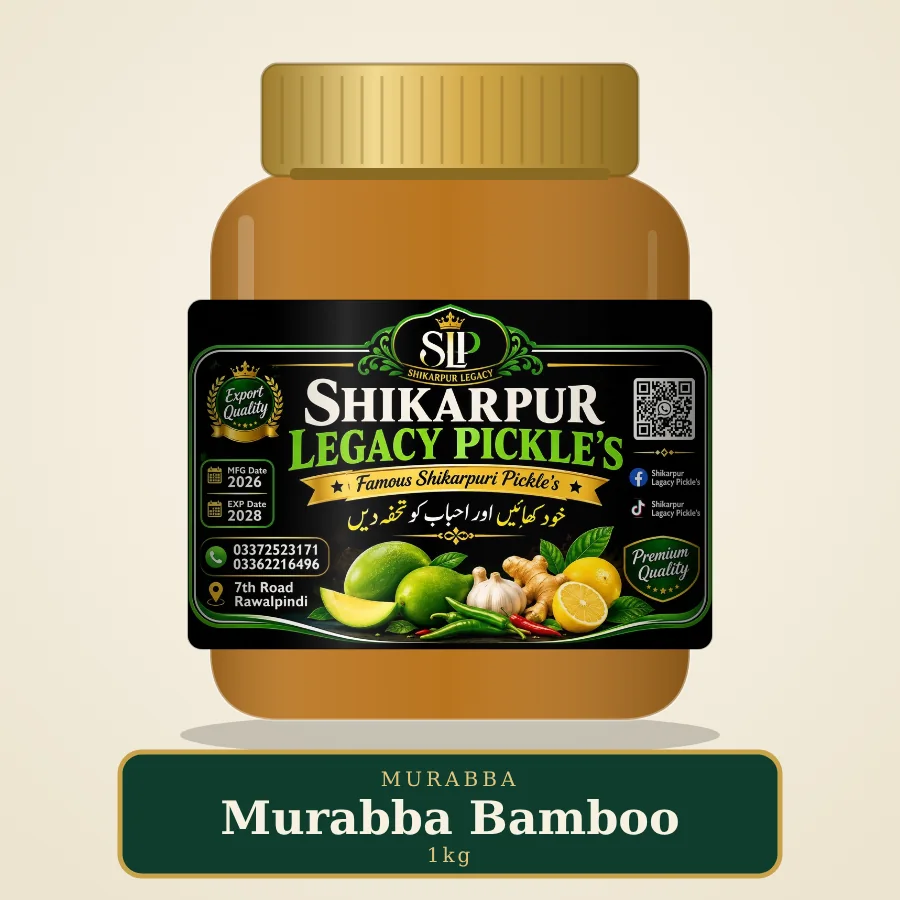 SLP
SHIKARPUR LEGACY
SHIKARPUR
LEGACY PICKLE'S
Famous Shikarpuri Pickle's
خود کھائیں اور احباب کو تحفہ دیں
Export
Quality
MFG Date
2026
EXP Date
2028
03372523171
03362216496
7th Road
Rawalpindi
Shikarpur
Legacy Pickle's
Shikarpur
Legacy Pickle's
Premium
Quality
MURABBA
Murabba Bamboo
1kg